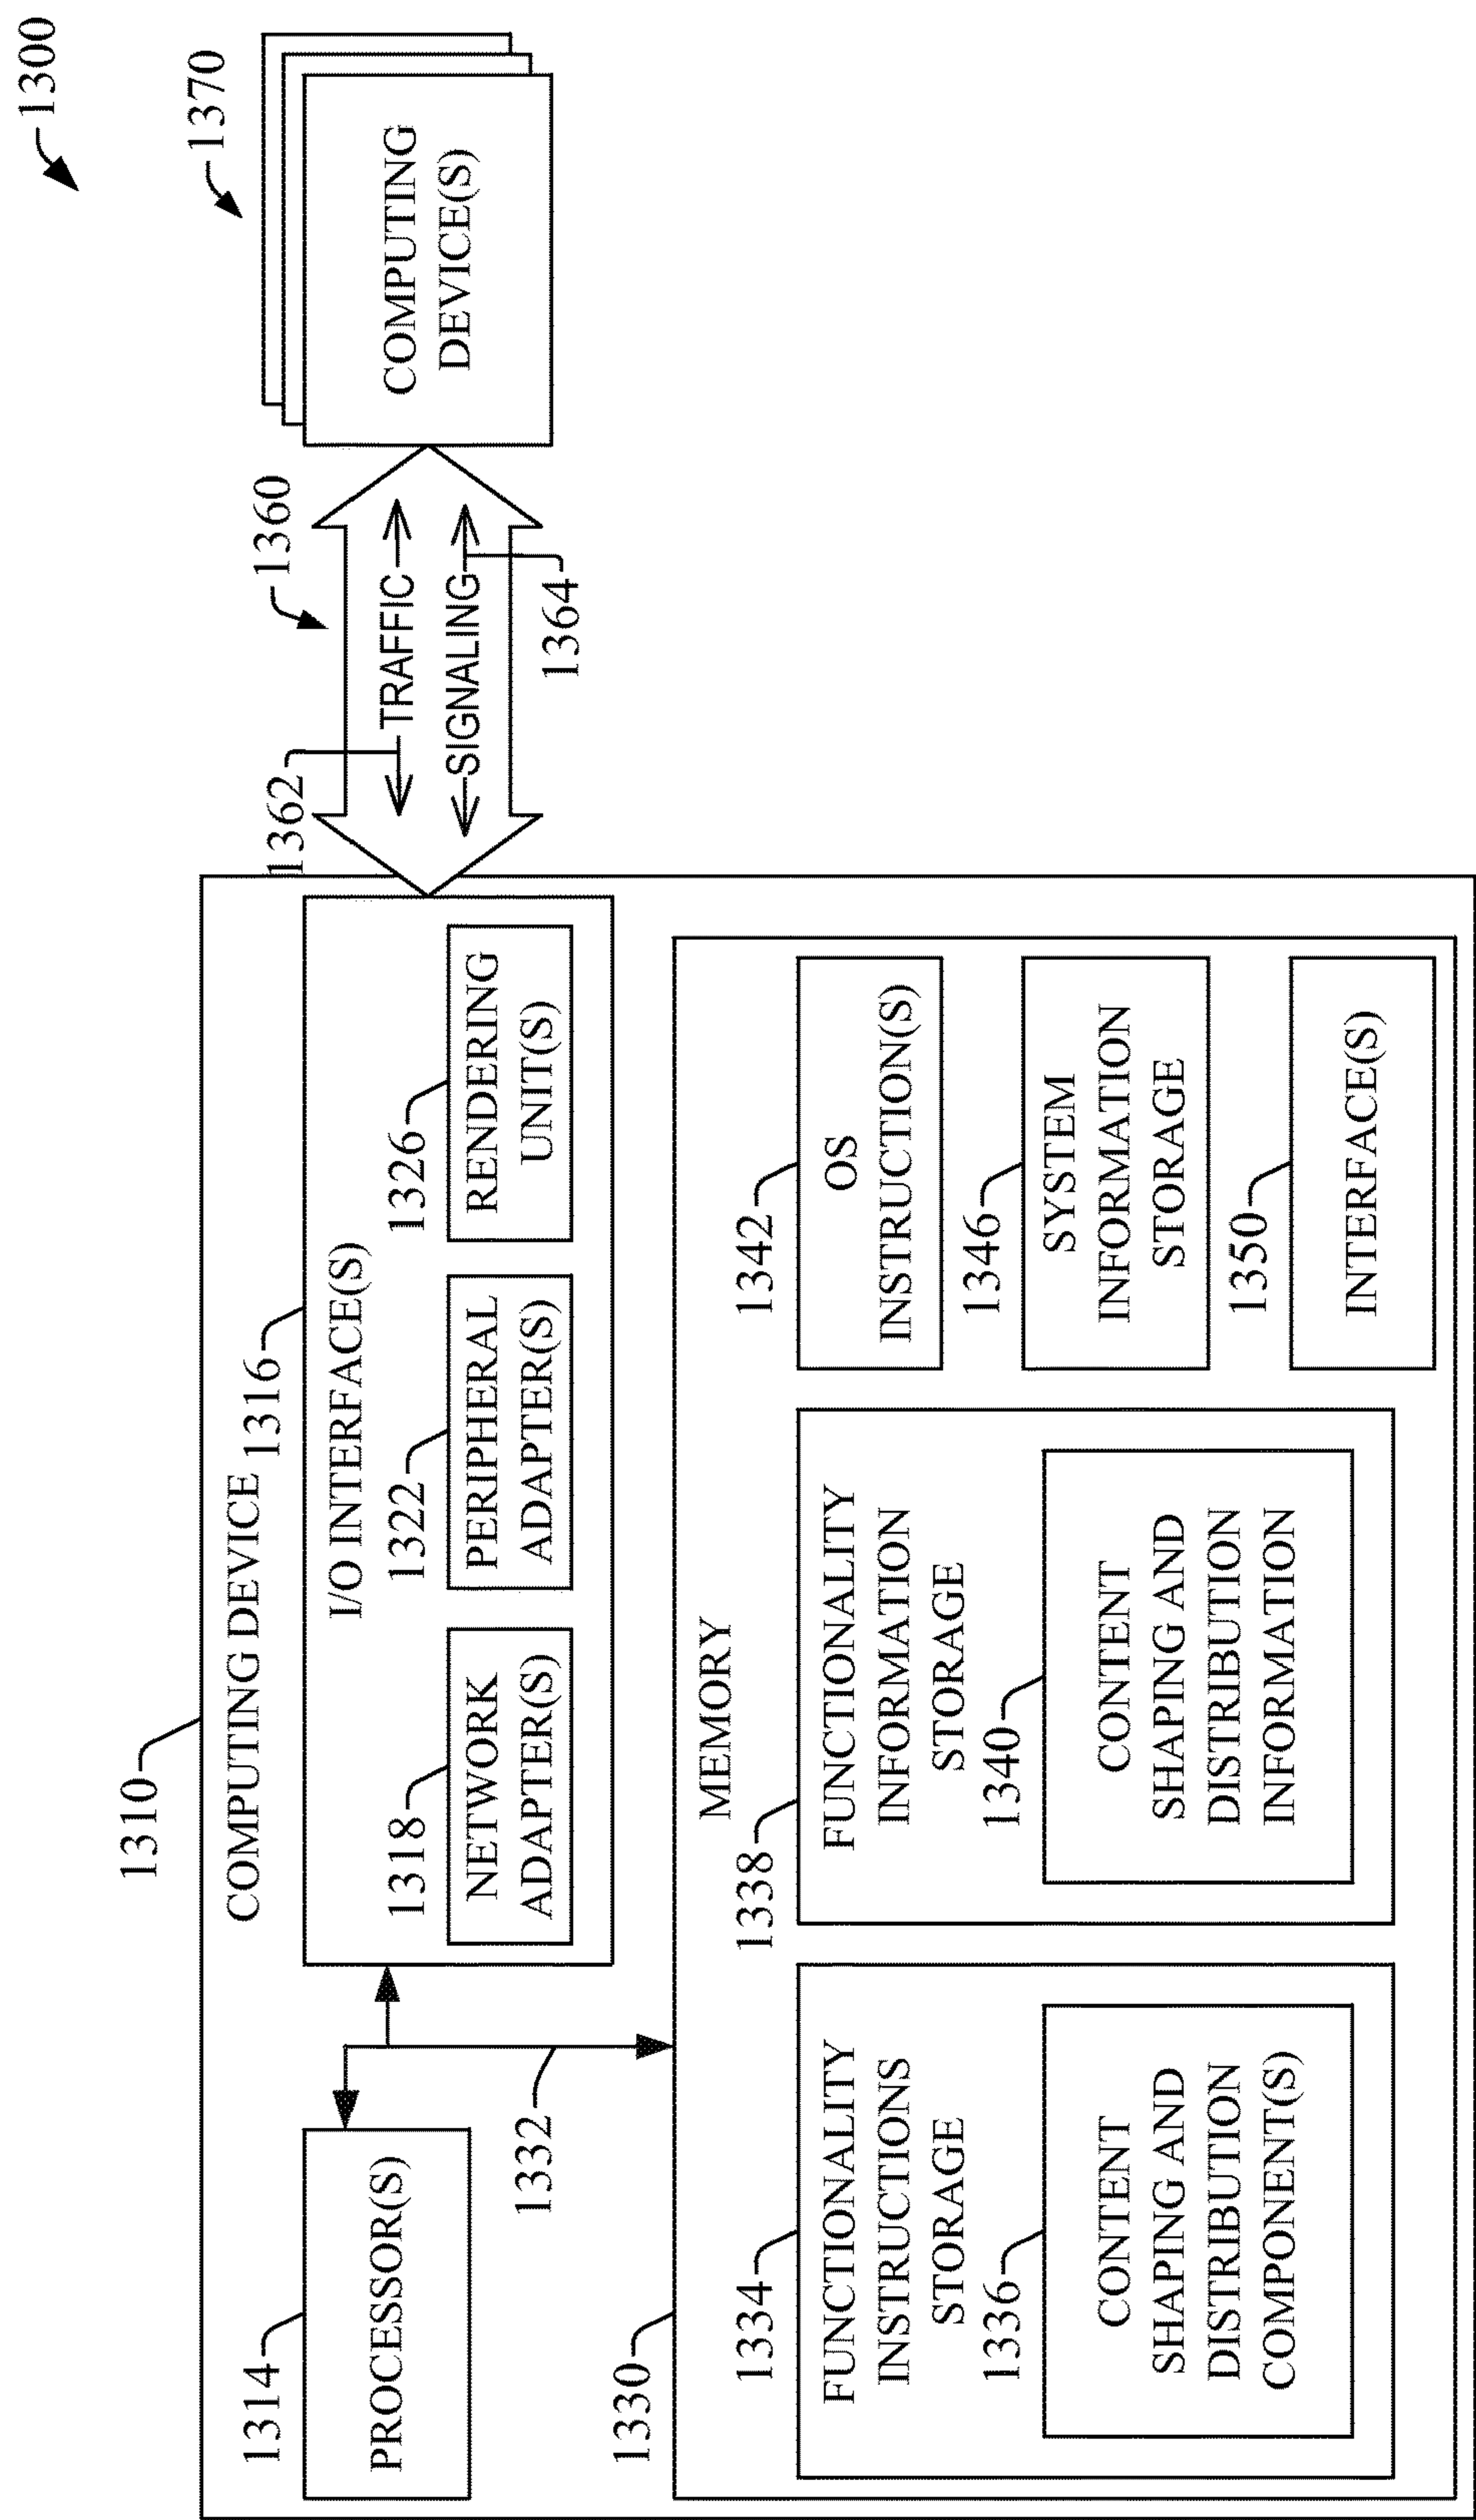 1300
1310
COMPUTING DEVICE
1370
COMPUTING
DEVICE(S)
1360
1362
TRAFFIC
SIGNALING
1364
1314
PROCESSOR(S)
1316
I/O INTERFACE(S)
1318
NETWORK
ADAPTER(S)
1322
PERIPHERAL
ADAPTER(S)
1326
RENDERING
UNIT(S)
1332
1330
MEMORY
1334
FUNCTIONALITY
INSTRUCTIONS
STORAGE
1336
CONTENT
SHAPING AND
DISTRIBUTION
COMPONENT(S)
1338
FUNCTIONALITY
INFORMATION
STORAGE
1340
CONTENT
SHAPING AND
DISTRIBUTION
INFORMATION
1342
OS
INSTRUCTION(S)
1346
SYSTEM
INFORMATION
STORAGE
1350
INTERFACE(S)